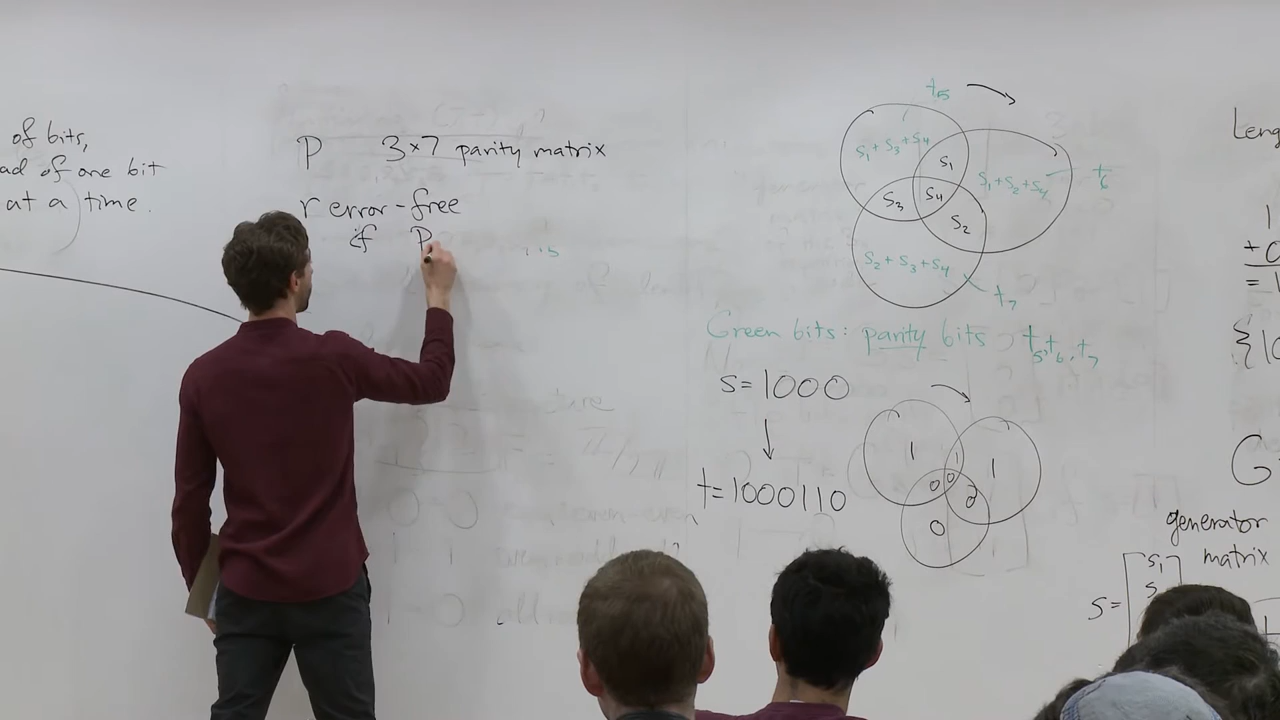 of bits,
ad of one bit
at a time.
P 3×7 parity matrix
r error-free
if P
t₅
s₁+s₃+s₄
s₁
s₁+s₂+s₄
t₆
s₃
s₄
s₂
s₂+s₃+s₄
t₇
Green bits: parity bits t₅,t₆,t₇
s=1000
↓
t=1000110
1
1
1
0
0
0
Leng
1
+0
=1
{10
G
generator
matrix
s=
s₁
s